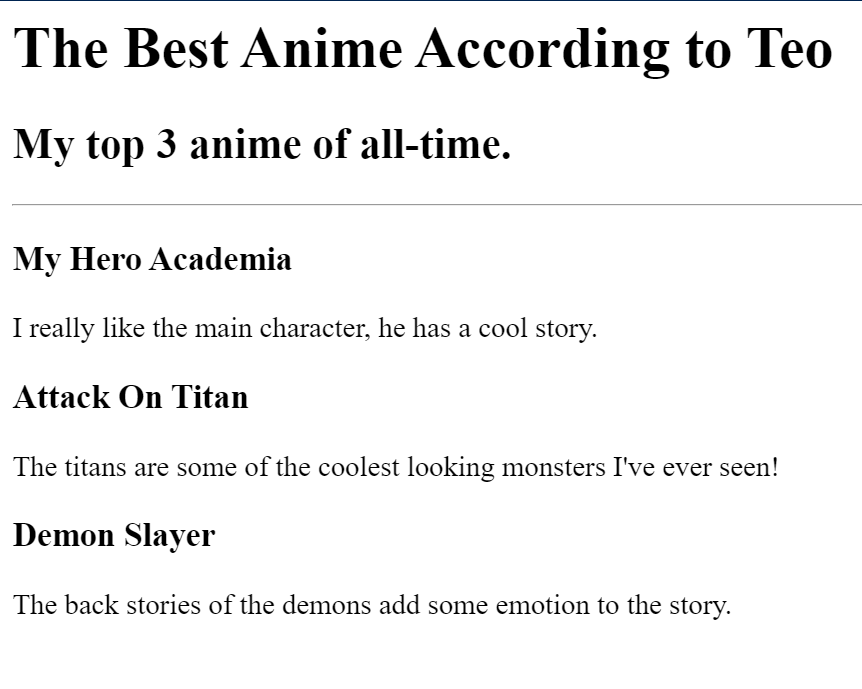 The Best Anime According to Teo
My top 3 anime of all-time.
My Hero Academia
I really like the main character, he has a cool story.
Attack On Titan
The titans are some of the coolest looking monsters I've ever seen!
Demon Slayer
The back stories of the demons add some emotion to the story.